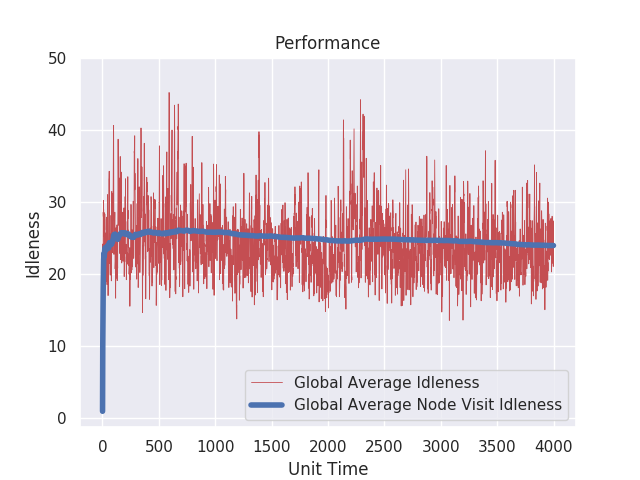 Performance
50
40
30
20
10
0
Idleness
Global Average Idleness
Global Average Node Visit Idleness
0 500 1000 1500 2000 2500 3000 3500 4000
Unit Time